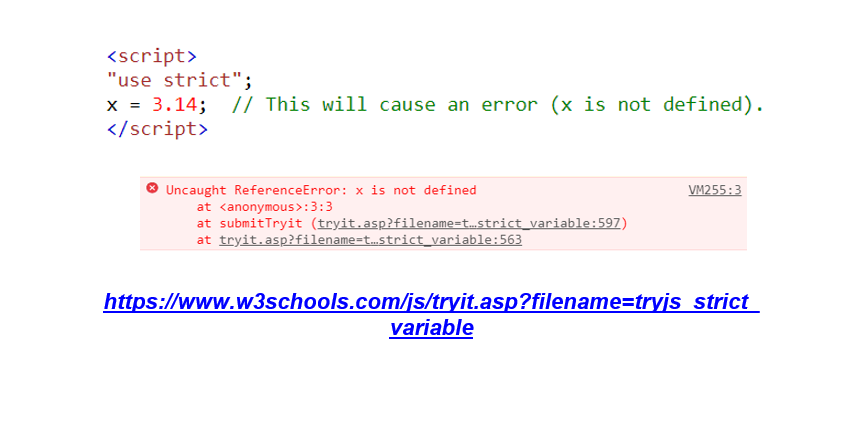 <script>
"use strict";
x = 3.14;  // This will cause an error (x is not defined).
</script>
Uncaught ReferenceError: x is not defined VM255:3
at <anonymous>:3:3
at submitTryit (tryit.asp?filename=t…strict_variable:597)
at tryit.asp?filename=t…strict_variable:563
https://www.w3schools.com/js/tryit.asp?filename=tryjs_strict_
variable